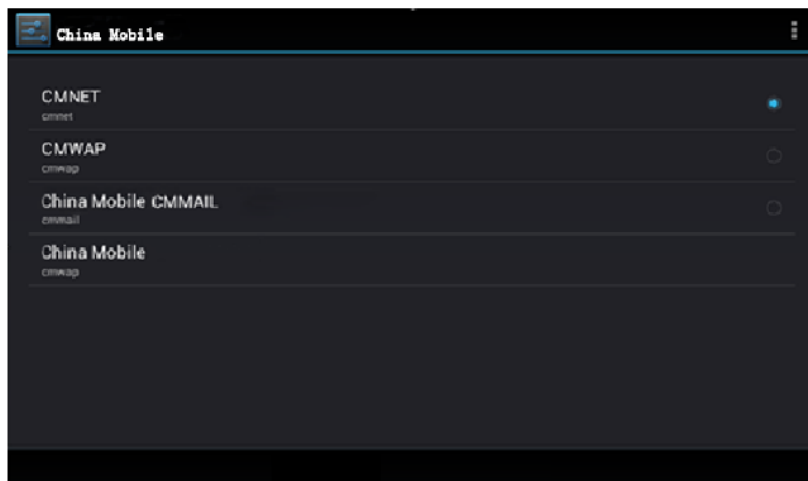 China Mobile
CMNET
cmnet
CMWAP
cmwap
China Mobile CMMAIL
cmmail
China Mobile
cmwap